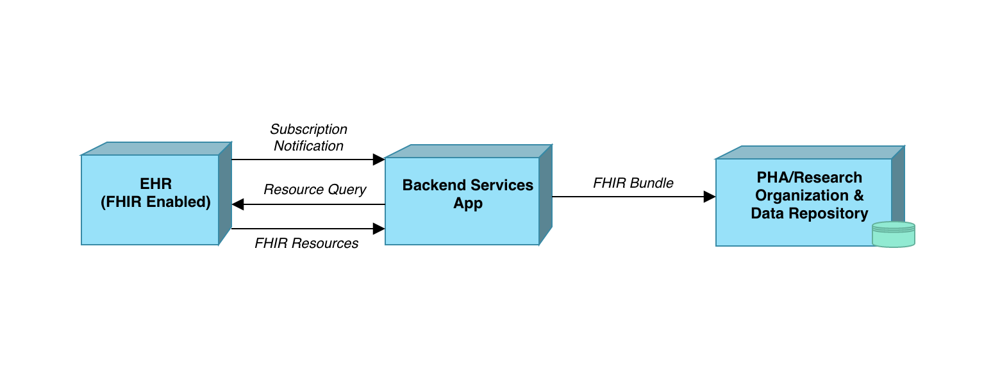 Subscription
Notification
EHR
(FHIR Enabled)
Resource Query
FHIR Resources
Backend Services
App
FHIR Bundle
PHA/Research
Organization &
Data Repository